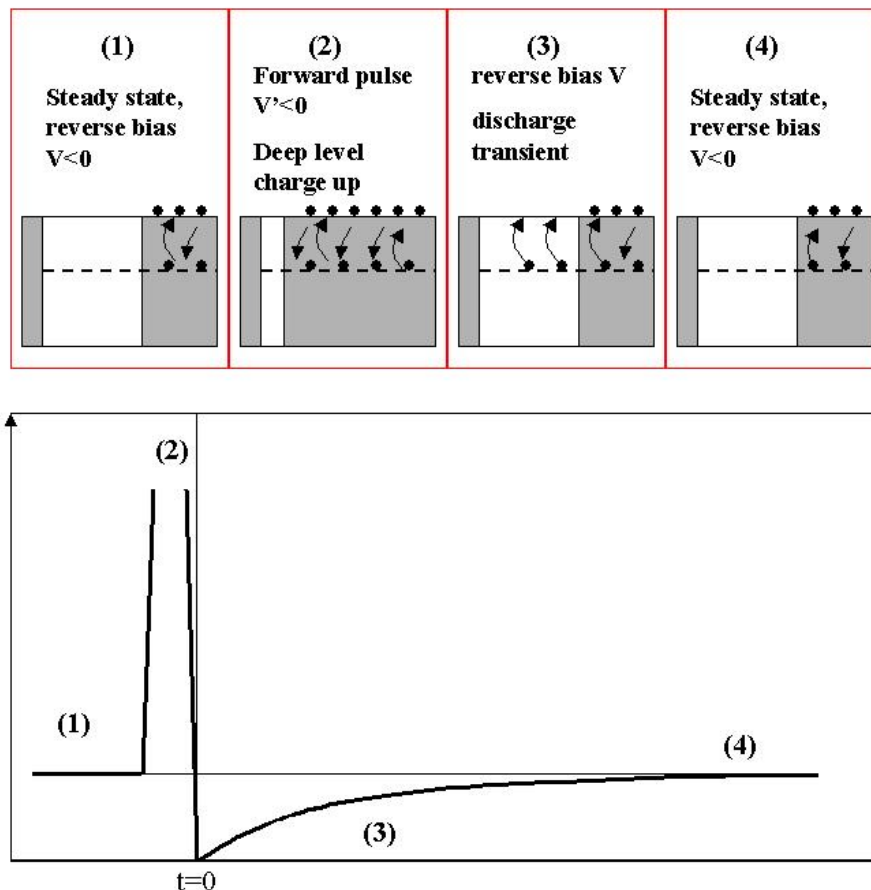 (1)
Steady state,
reverse bias
V<0
(2)
Forward pulse
V'<0
Deep level
charge up
(3)
reverse bias V
discharge
transient
(4)
Steady state,
reverse bias
V<0
(2)
(1)
(4)
(3)
t=0